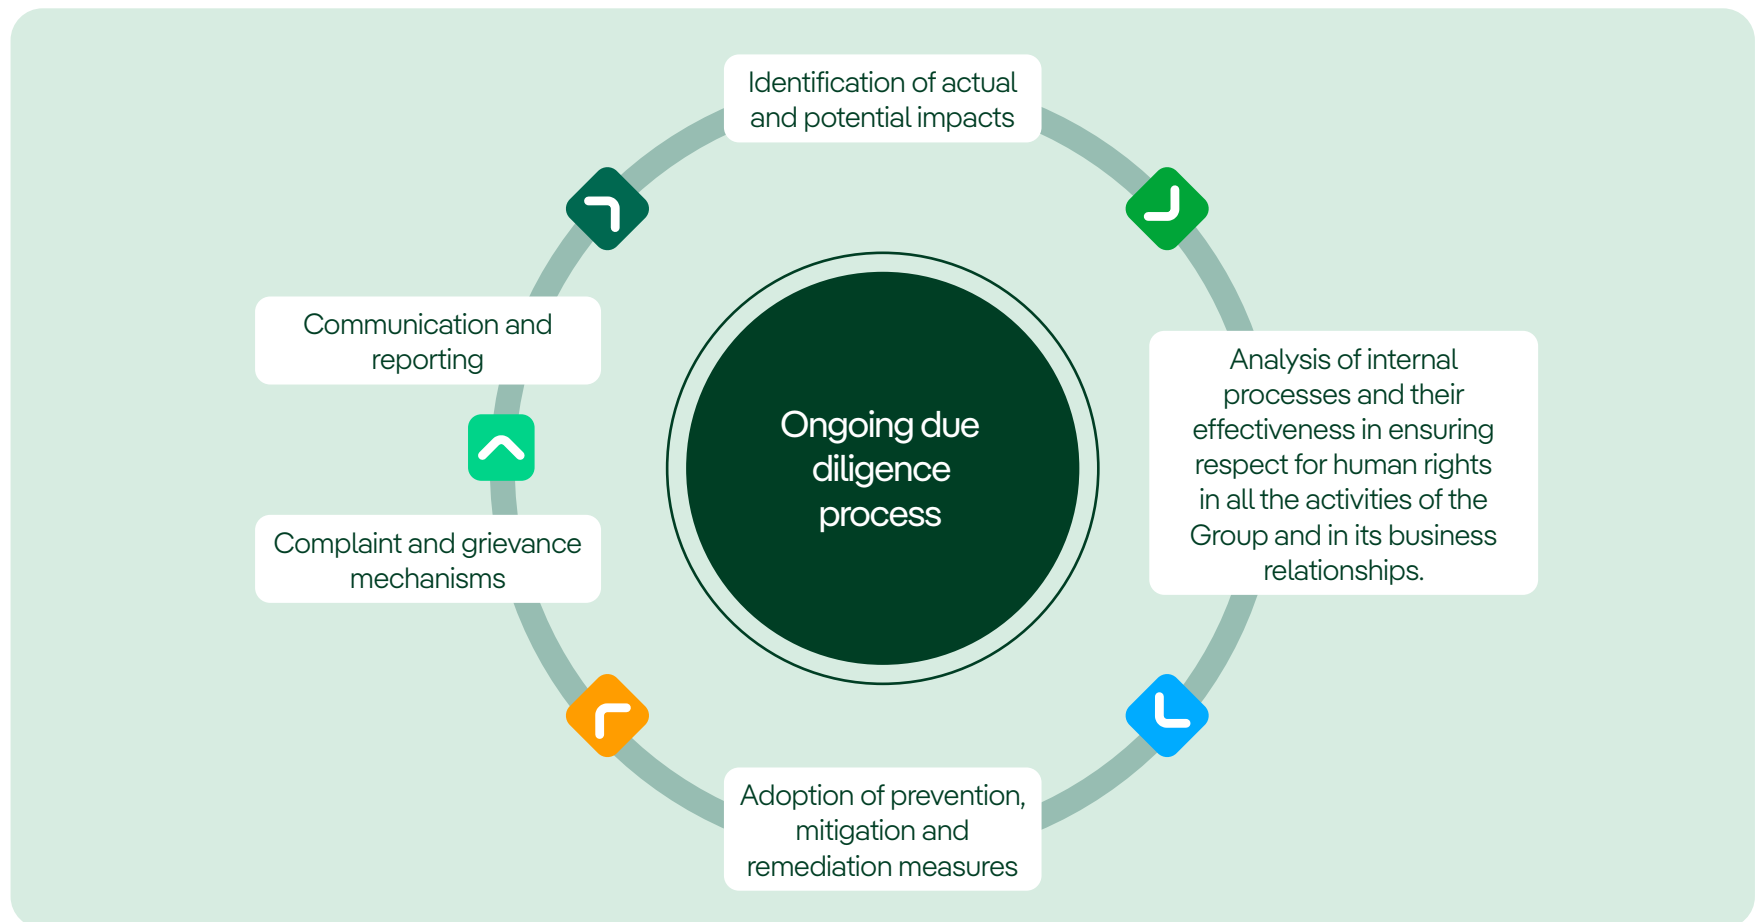 Identification of actual
and potential impacts
Communication and
reporting
Analysis of internal
processes and their
effectiveness in ensuring
respect for human rights
in all the activities of the
Group and in its business
relationships.
Ongoing due
diligence
process
Complaint and grievance
mechanisms
Adoption of prevention,
mitigation and
remediation measures